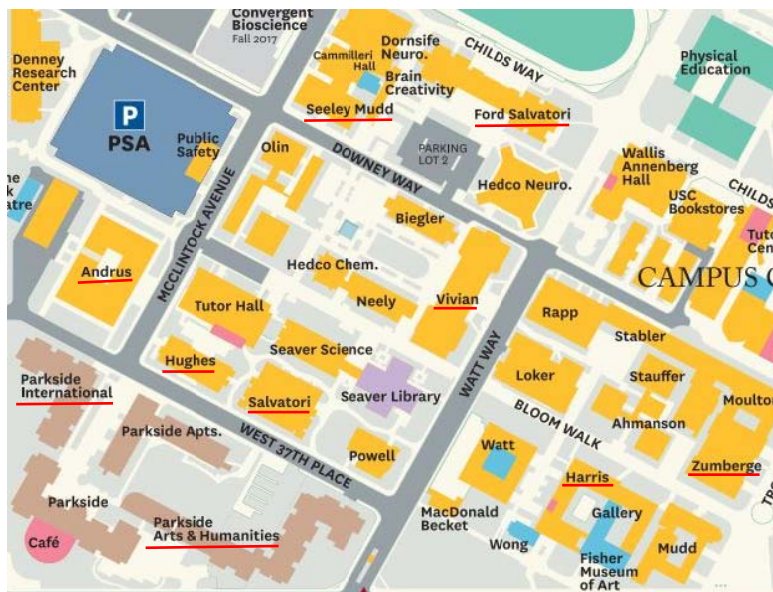 Convergent
Bioscience
Fall 2017
Denney
Research
Center
P
PSA
Public
Safety
Cammilleri
Hall
Dornsife
Neuro.
Brain
Creativity
Seeley Mudd
CHILDS WAY
Ford Salvatori
Physical
Education
PARKING
LOT 2
Hedco Neuro.
Wallis
Annenberg
Hall
USC
Bookstores
CHILDS
CAMPUS
Olin
DOWNEY WAY
Biegler
MCCLINTOCK AVENUE
Andrus
Hedco Chem.
Neely
Vivian
Tutor Hall
Hughes
Seaver Science
Salvatori
Seaver Library
Powell
WATT WAY
Rapp
Stabler
Loker
Stauffer
Ahmanson
Moulton
Zumberge
BLOOM WALK
Watt
Harris
Gallery
MacDonald
Becket
Wong
Fisher
Museum
of Art
Mudd
WEST 37TH PLACE
Parkside
International
Parkside Apts.
Parkside
Parkside
Arts & Humanities
Café